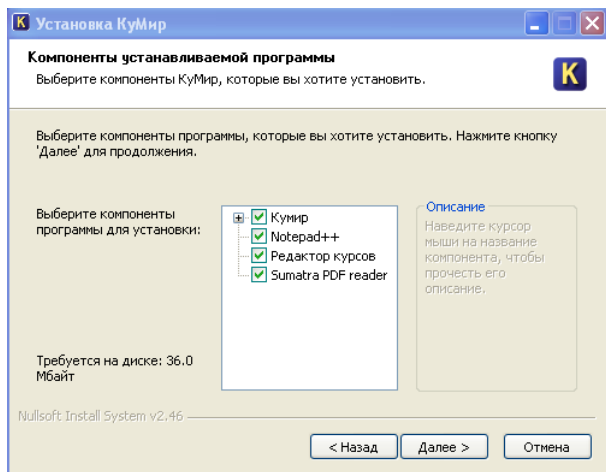 Установка КуМир
Компоненты устанавливаемой программы
Выберите компоненты КуМир, которые вы хотите установить.
K
Выберите компоненты программы, которые вы хотите установить. Нажмите кнопку
'Далее' для продолжения.
Выберите компоненты
программы для установки:
Кумир
Notepad++
Редактор курсов
Sumatra PDF reader
Описание
Наведите курсор
мыши на название
компонента, чтобы
прочесть его
описание.
Требуется на диске: 36.0
Мбайт
Nullsoft Install System v2.46
< Назад
Далее >
Отмена